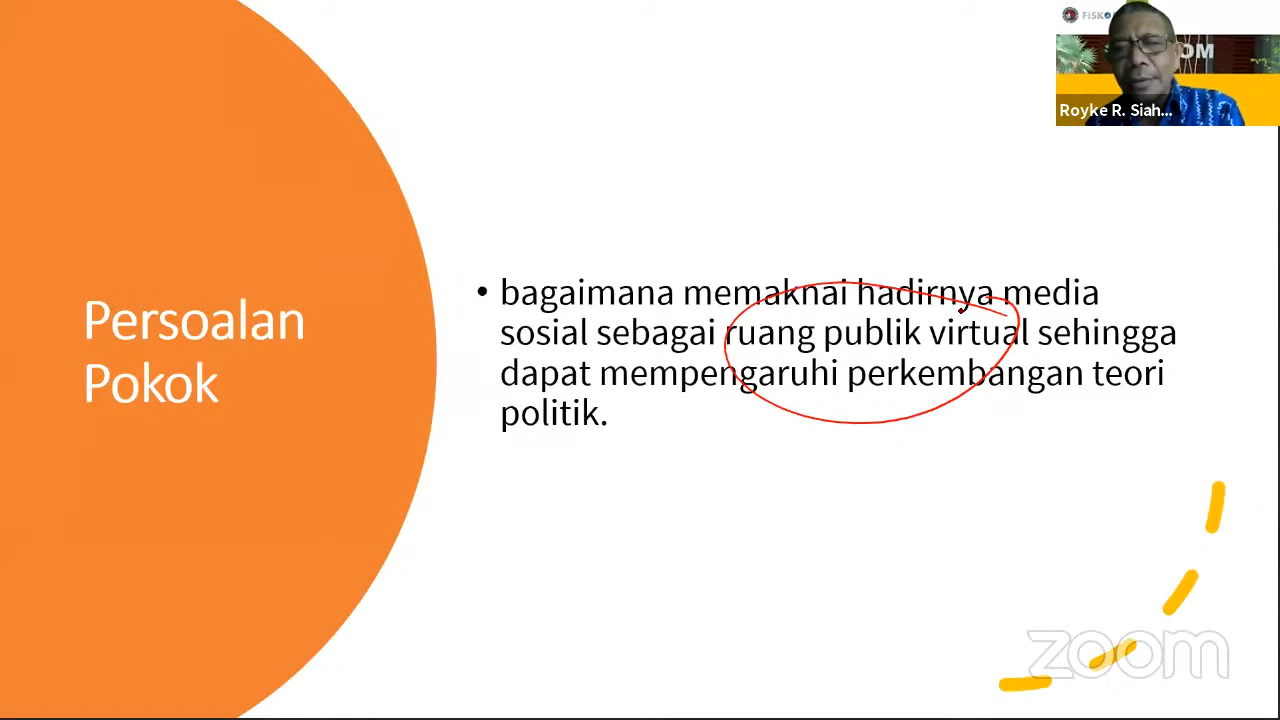 Persoalan
Pokok
• bagaimana memaknai hadirnya media
sosial sebagai ruang publik virtual sehingga
dapat mempengaruhi perkembangan teori
politik.
Royke R. Siah...
zoom